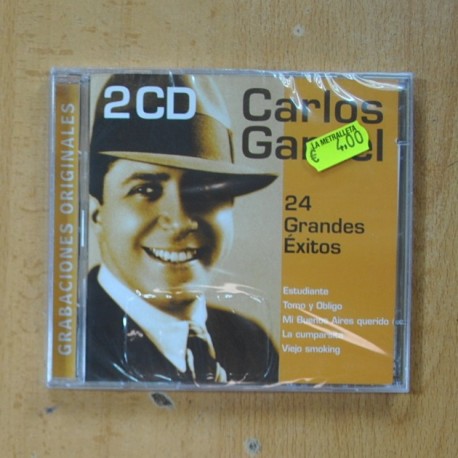 GRABACIONES ORIGINALES
2CD
Carlos
LA METRALLETA
€ 4,00
24
Grandes
Éxitos
Estudiante
Tomo y Obligo
Mi Buenos Aires querido
La cumparsita
Viejo smoking